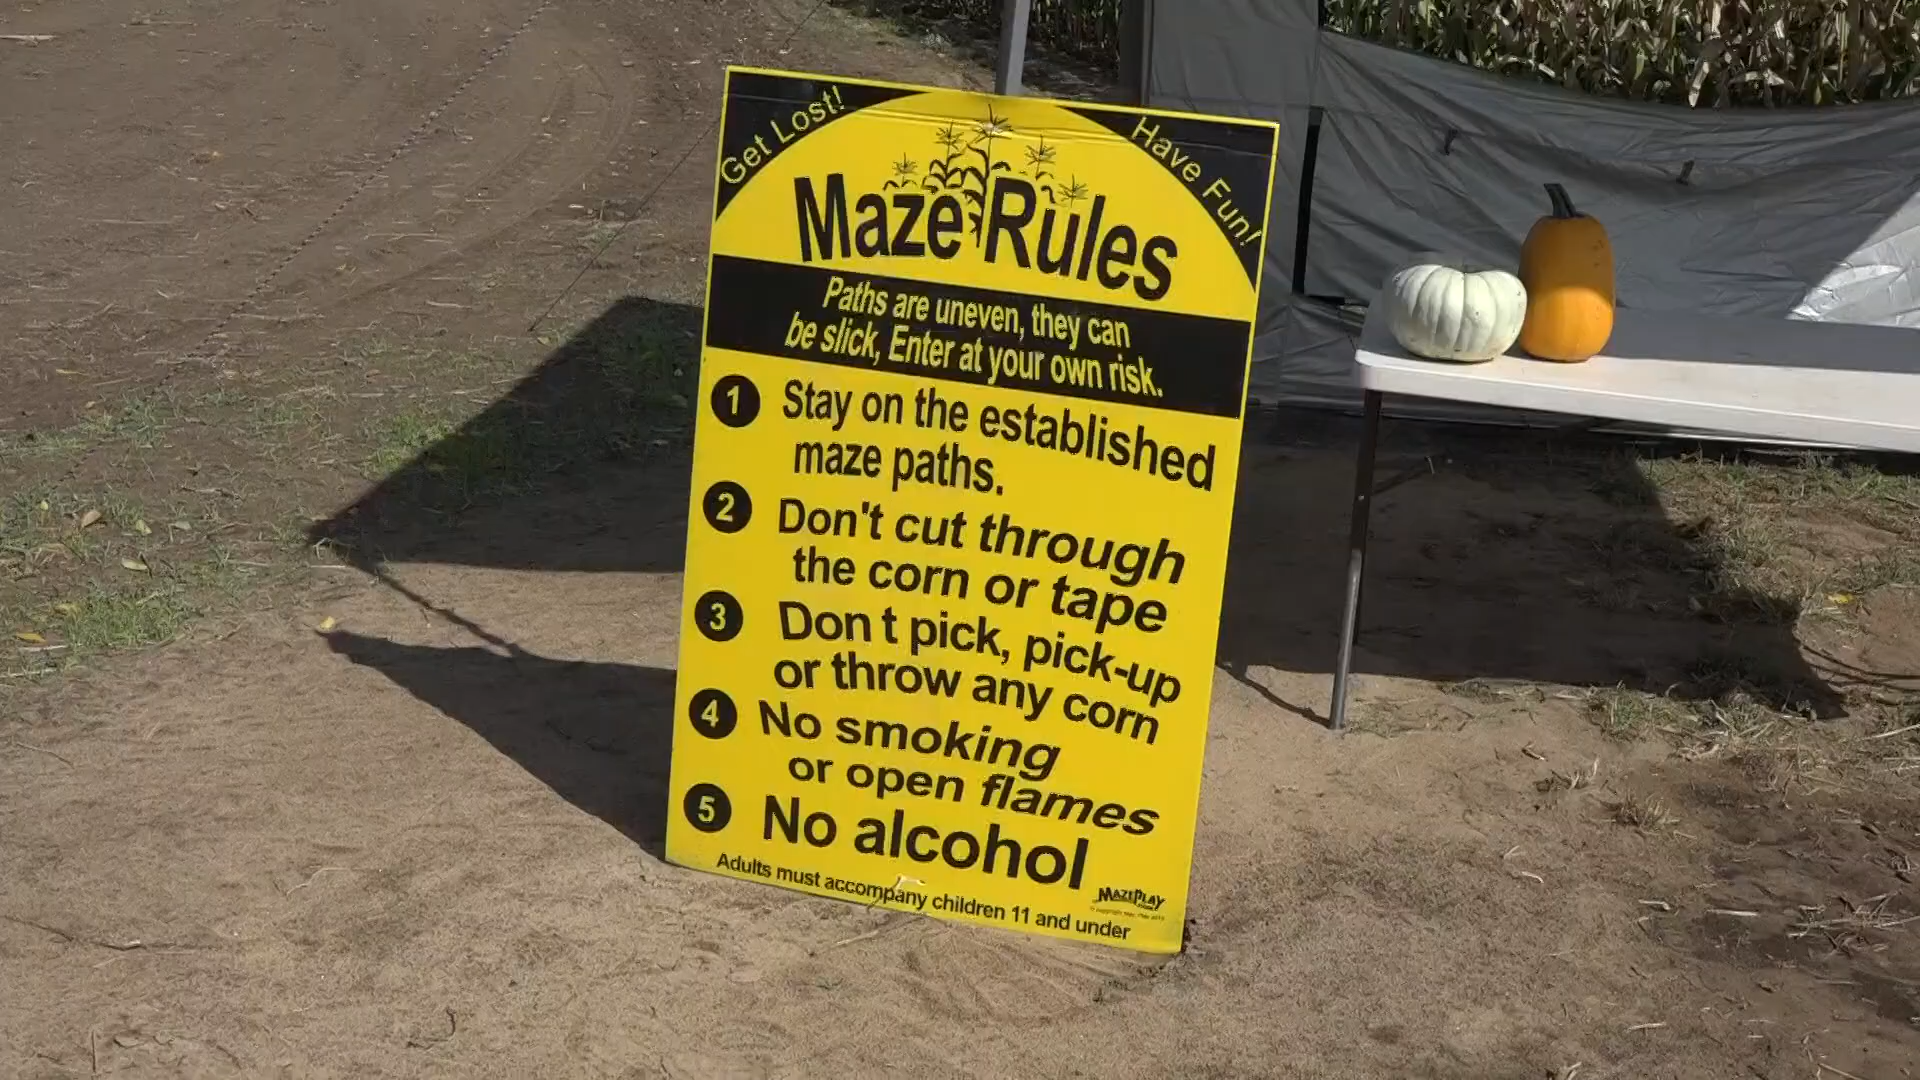 Get Lost!
Have Fun!
Maze Rules
Paths are uneven, they can
be slick, Enter at your own risk.
1 Stay on the established
maze paths.
2 Don't cut through
the corn or tape
3 Don t pick, pick-up
or throw any corn
4 No smoking
or open flames
5 No alcohol
Adults must accompany children 11 and under
MAZEPLAY